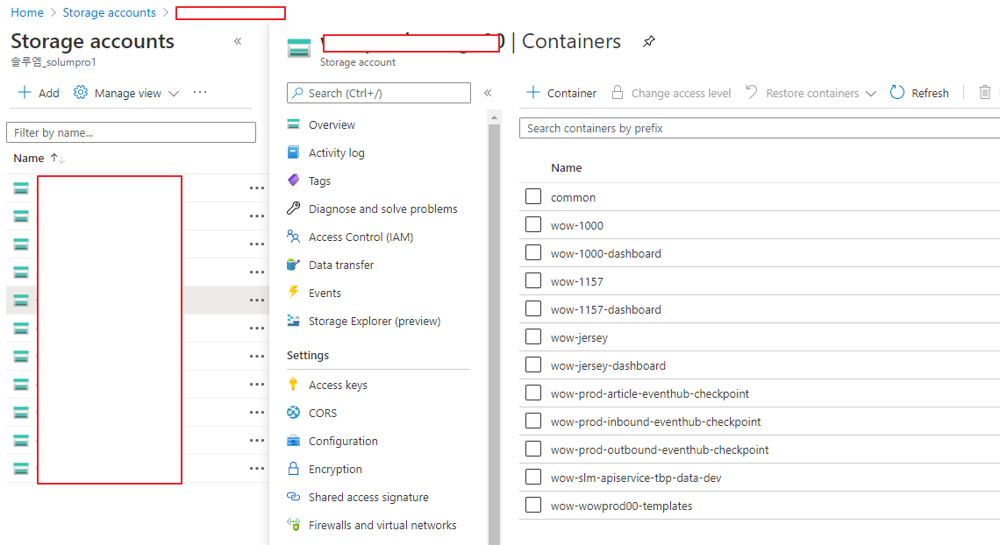 Home > Storage accounts >
Storage accounts «
솔루엠_solumpro1
Add Manage view ...
Filter by name...
Name ↑↓
0 | Containers
Storage account
Search (Ctrl+/) «
Overview
Activity log
Tags
Diagnose and solve problems
Access Control (IAM)
Data transfer
Events
Storage Explorer (preview)
Settings
Access keys
CORS
Configuration
Encryption
Shared access signature
Firewalls and virtual networks
Container Change access level Restore containers Refresh
Search containers by prefix
Name
common
wow-1000
wow-1000-dashboard
wow-1157
wow-1157-dashboard
wow-jersey
wow-jersey-dashboard
wow-prod-article-eventhub-checkpoint
wow-prod-inbound-eventhub-checkpoint
wow-prod-outbound-eventhub-checkpoint
wow-slm-apiservice-tbp-data-dev
wow-wowprod00-templates